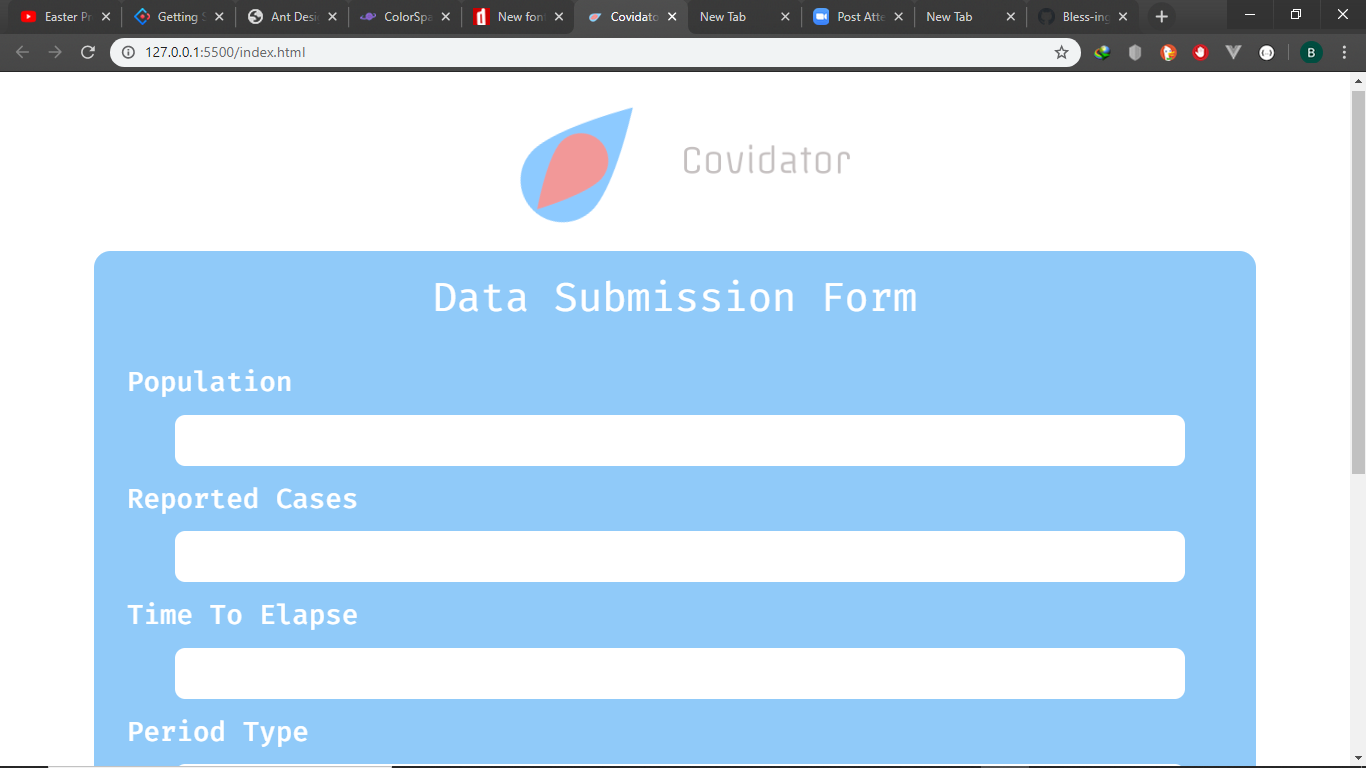 Easter Pr
Getting S
Ant Desi
ColorSpa
New font
Covidato
New Tab
Post Atte
New Tab
Bless-ing
127.0.0.1:5500/index.html
B
Covidator
Data Submission Form
Population
Reported Cases
Time To Elapse
Period Type